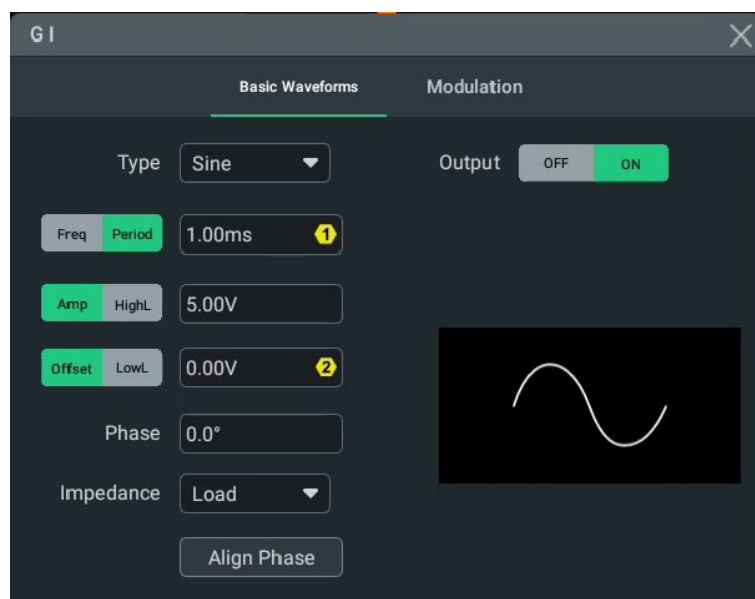 G I
Basic Waveforms Modulation
Type Sine Output OFF ON
Freq Period 1.00ms 1
Amp HighL 5.00V
Offset LowL 0.00V 2
Phase 0.0°
Impedance Load
Align Phase